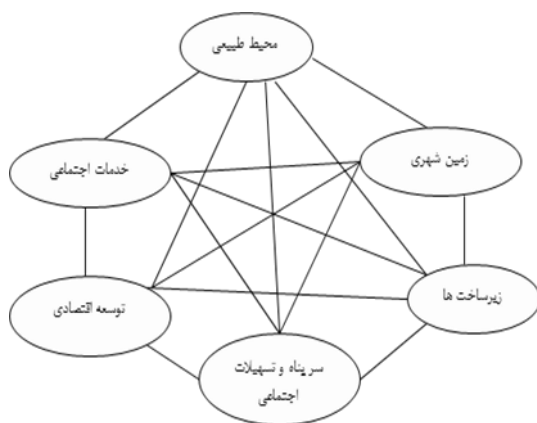 محیط طبیعی
زمین شهری
خدمات اجتماعی
زیرساخت ها
توسعه اقتصادی
سرپناه و تسهیلات
اجتماعی